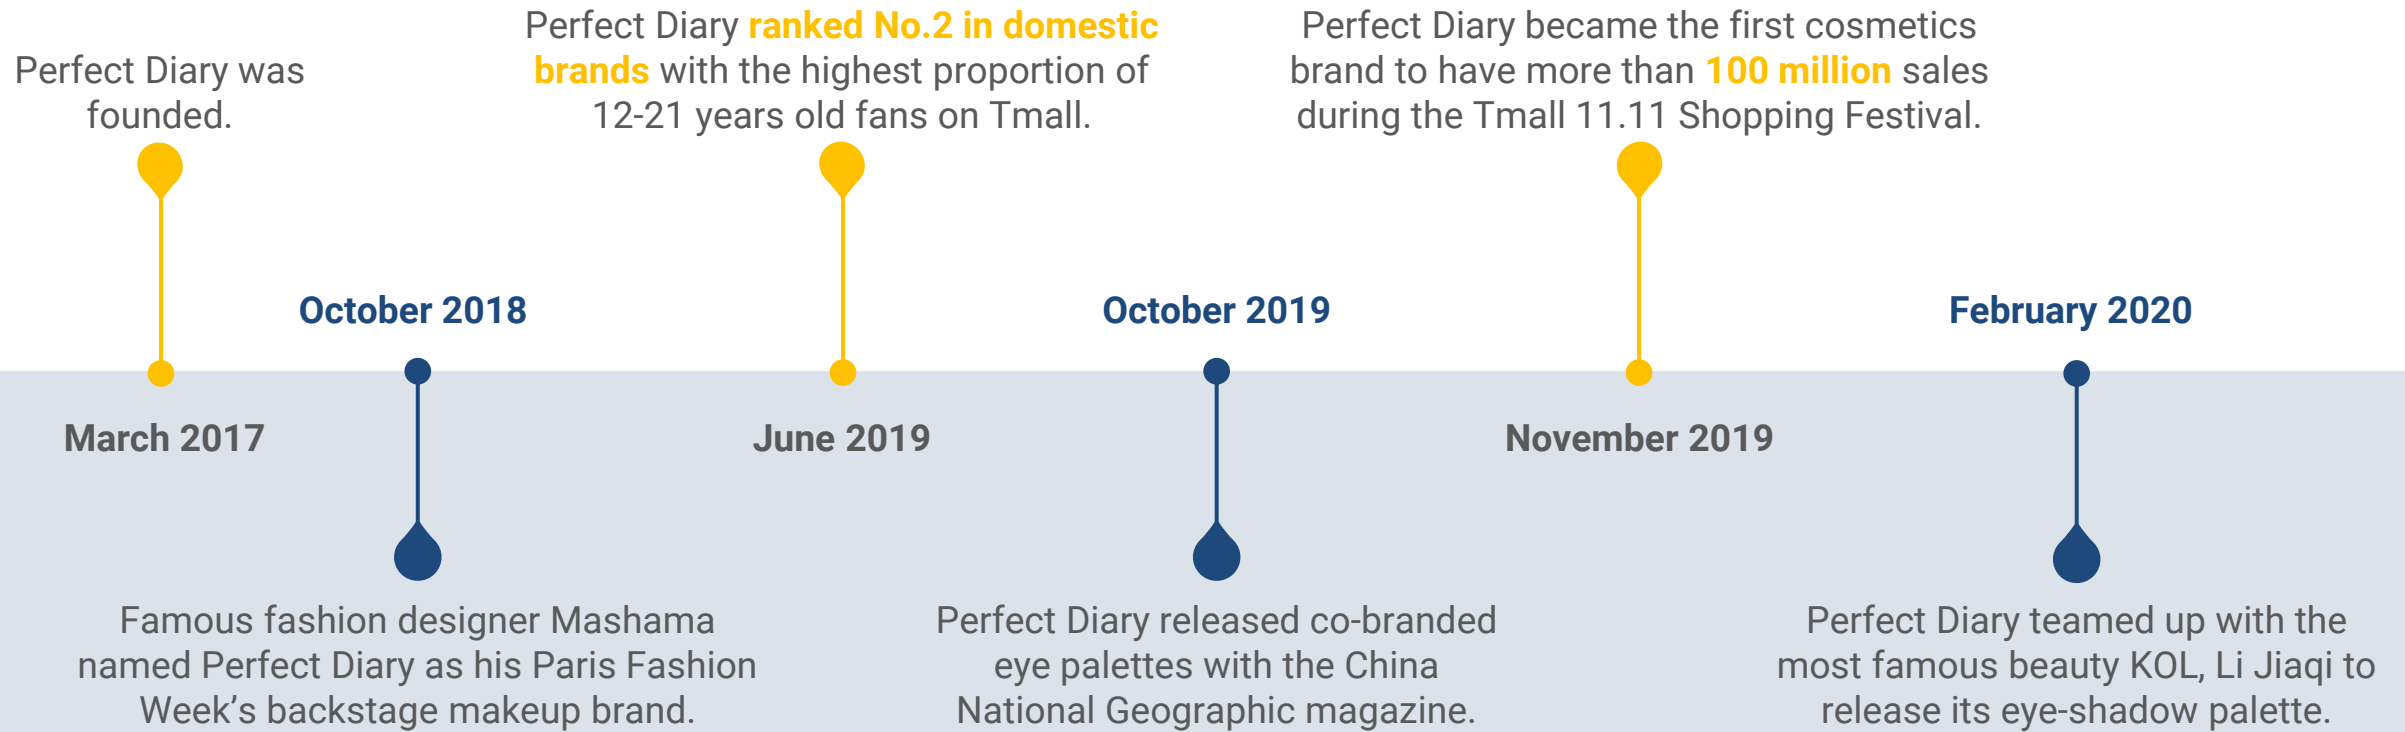 Perfect Diary was
founded.
Perfect Diary ranked No.2 in domestic
brands with the highest proportion of
12-21 years old fans on Tmall.
Perfect Diary became the first cosmetics
brand to have more than 100 million sales
during the Tmall 11.11 Shopping Festival.
October 2018
October 2019
February 2020
March 2017
June 2019
November 2019
Famous fashion designer Mashama
named Perfect Diary as his Paris Fashion
Week’s backstage makeup brand.
Perfect Diary released co-branded
eye palettes with the China
National Geographic magazine.
Perfect Diary teamed up with the
most famous beauty KOL, Li Jiaqi to
release its eye-shadow palette.